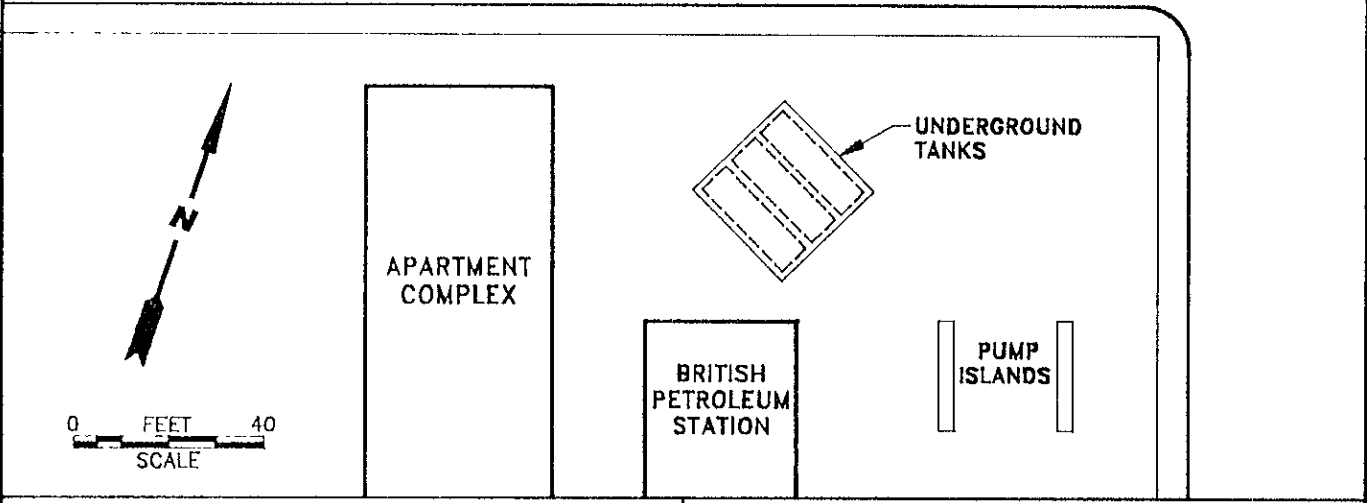 UNDERGROUND
TANKS
N
APARTMENT
COMPLEX
PUMP
ISLANDS
BRITISH
PETROLEUM
STATION
0 FEET 40
SCALE